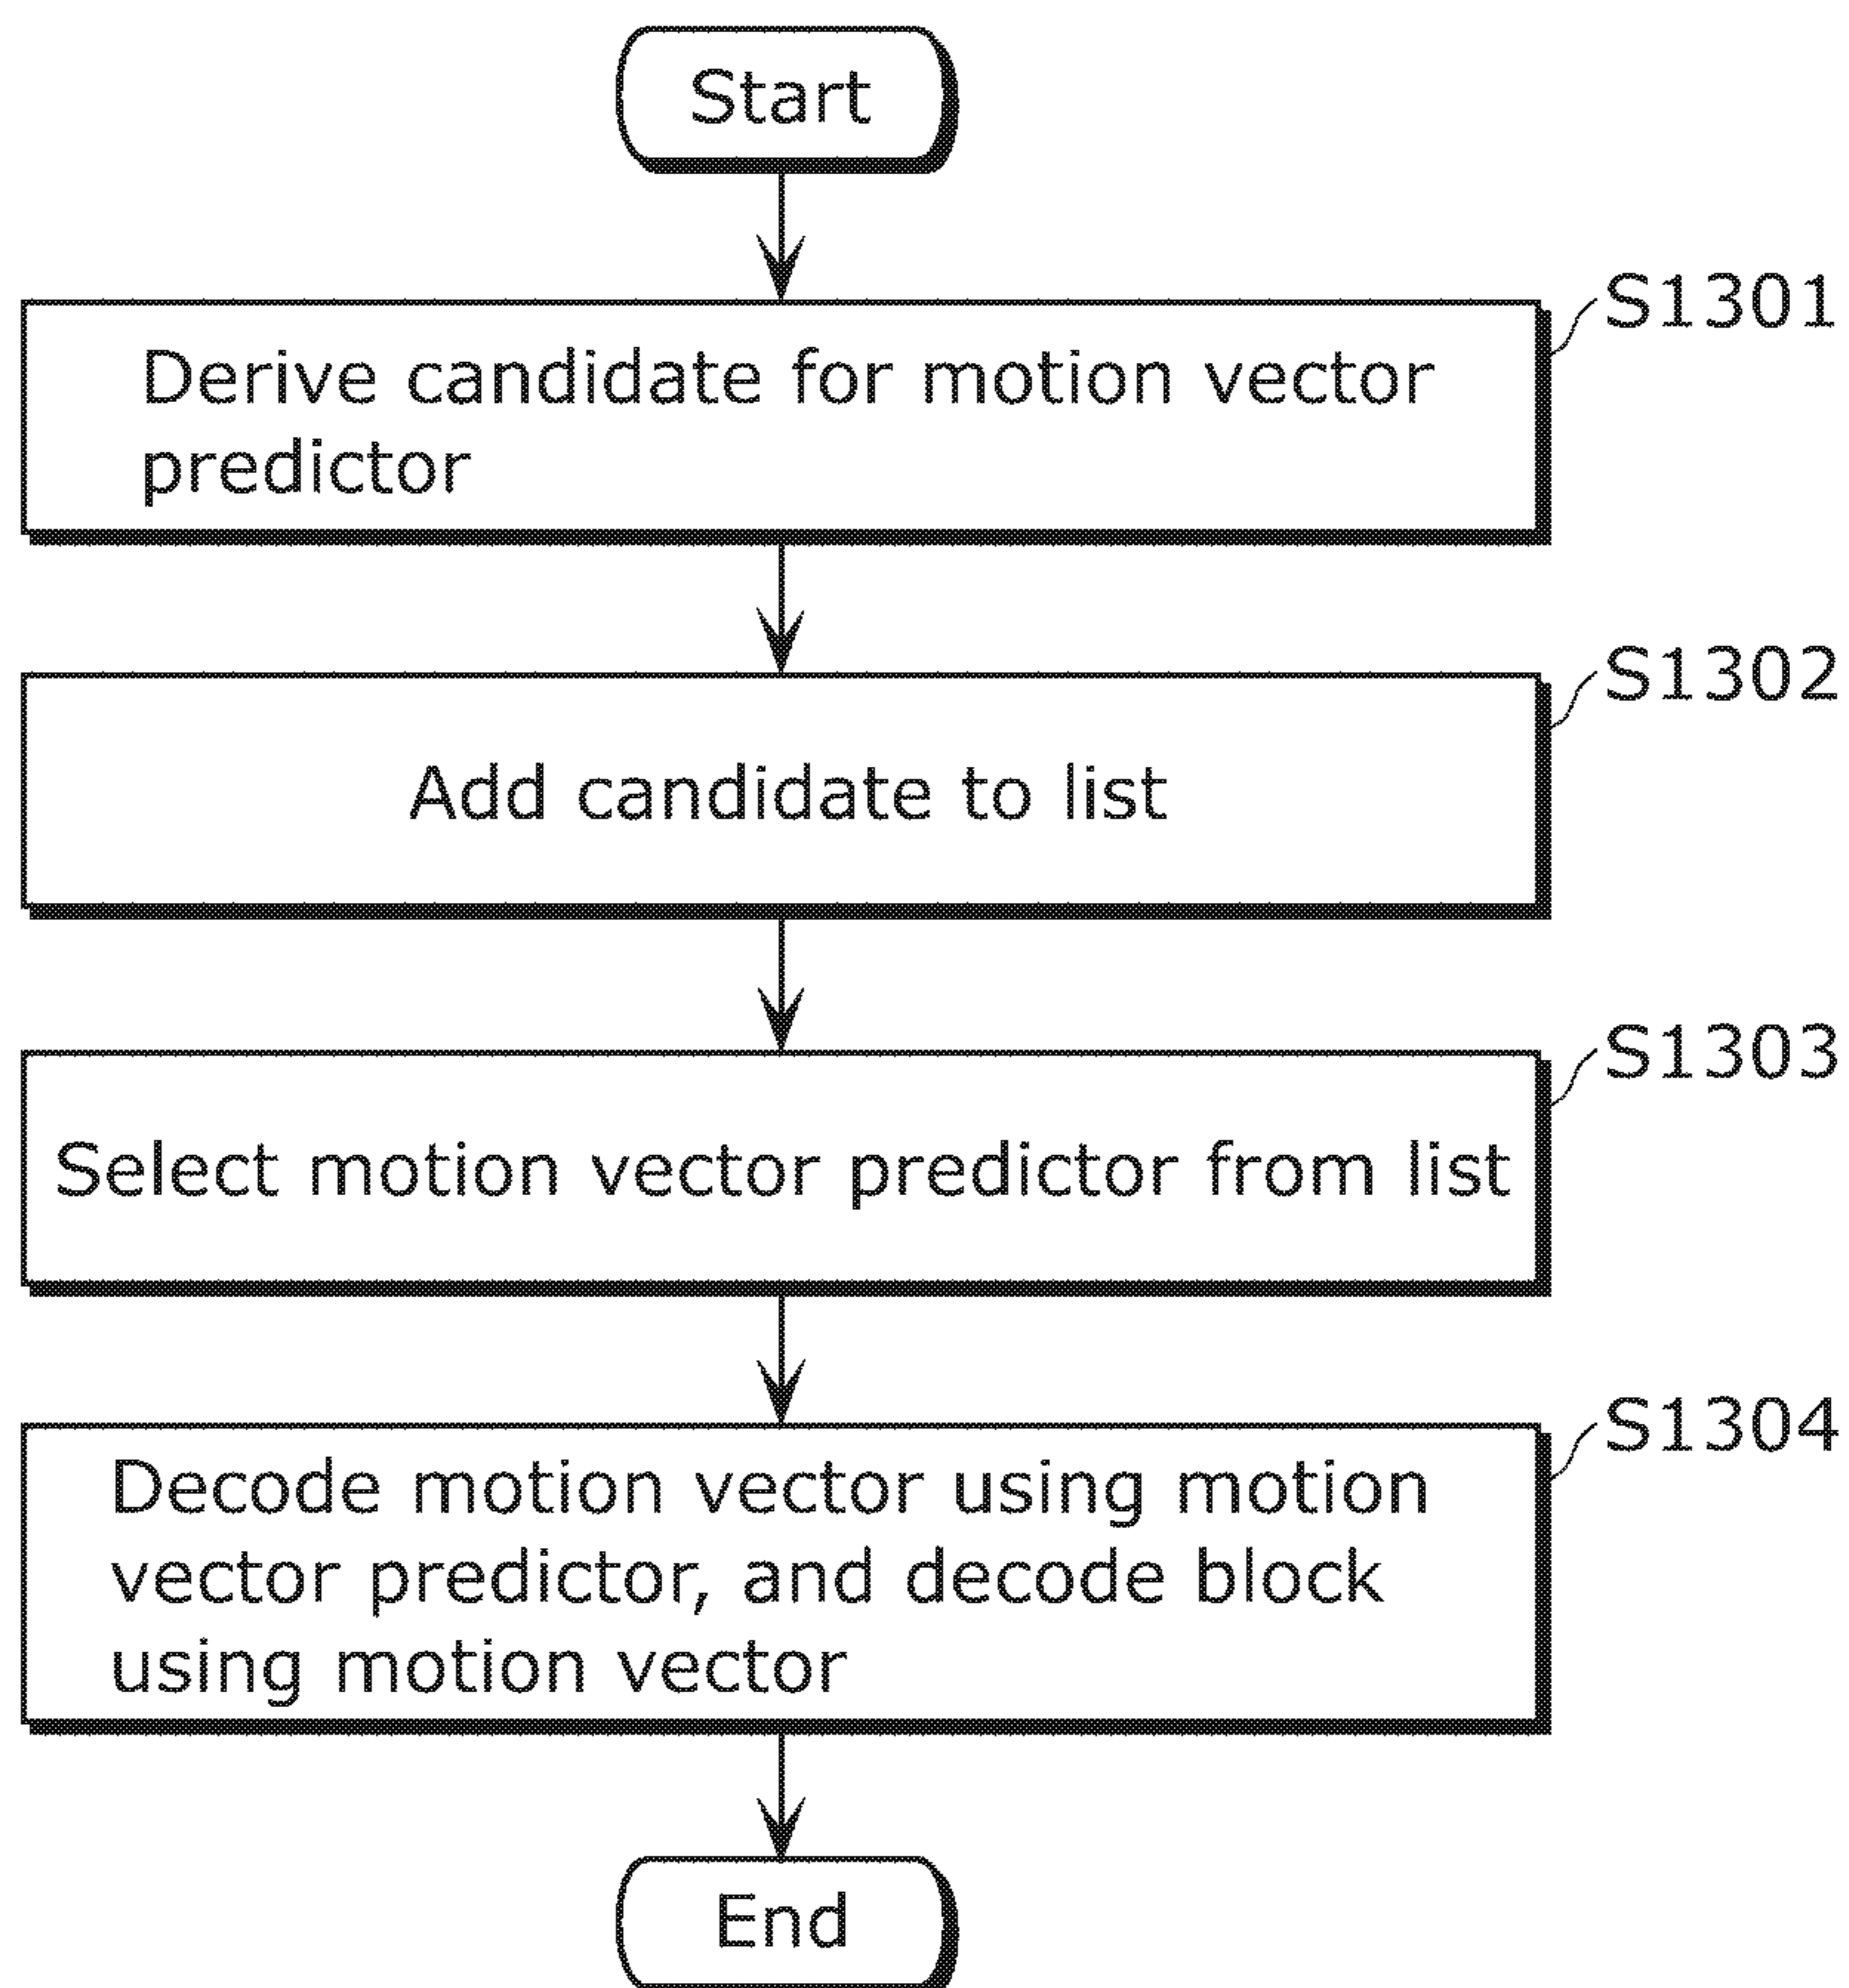 Start
S1301
Derive candidate for motion vector
predictor
S1302
Add candidate to list
S1303
Select motion vector predictor from list
S1304
Decode motion vector using motion
vector predictor, and decode block
using motion vector
End